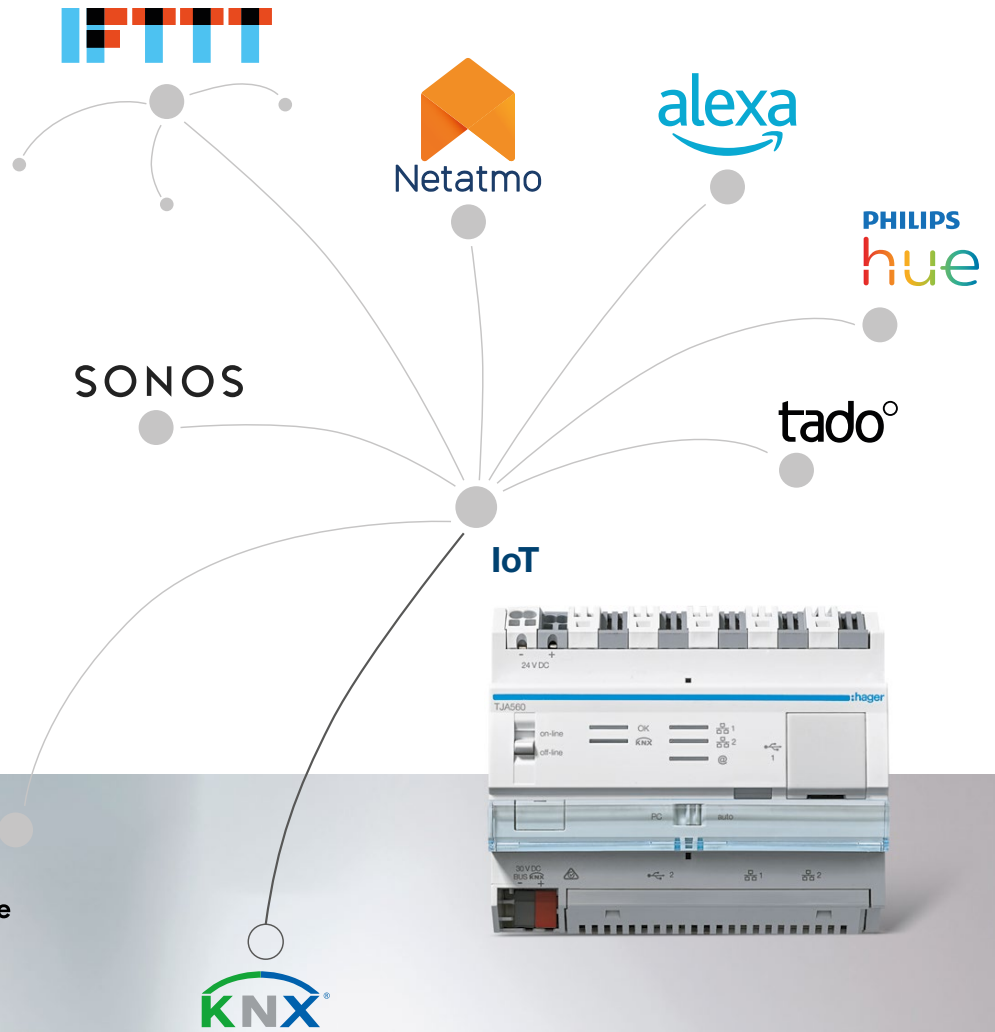 IFTTT
Netatmo
alexa
PHILIPS
hue
SONOS
tado°
IoT
- +
24 V DC
:hager
TJA560
on-line
off-line
OK
KNX
1
2
@
1
PC
auto
30 V DC
BUS KNX
- +
2
1
2
e
KNX®